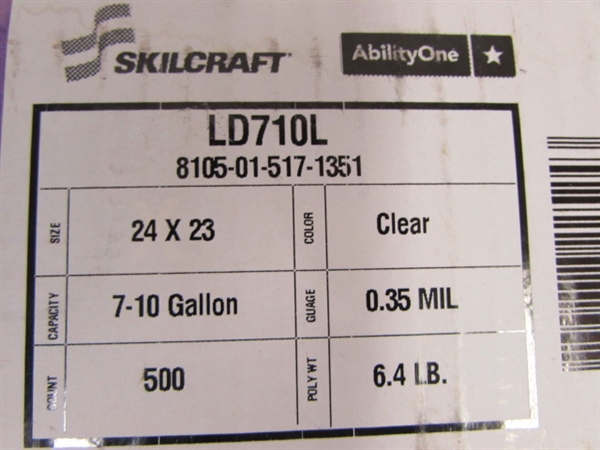 SKILCRAFT
AbilityOne
LD710L
8105-01-517-1351
SIZE 24 X 23 COLOR Clear
CAPACITY 7-10 Gallon GUAGE 0.35 MIL
COUNT 500 POLY WT 6.4 LB.